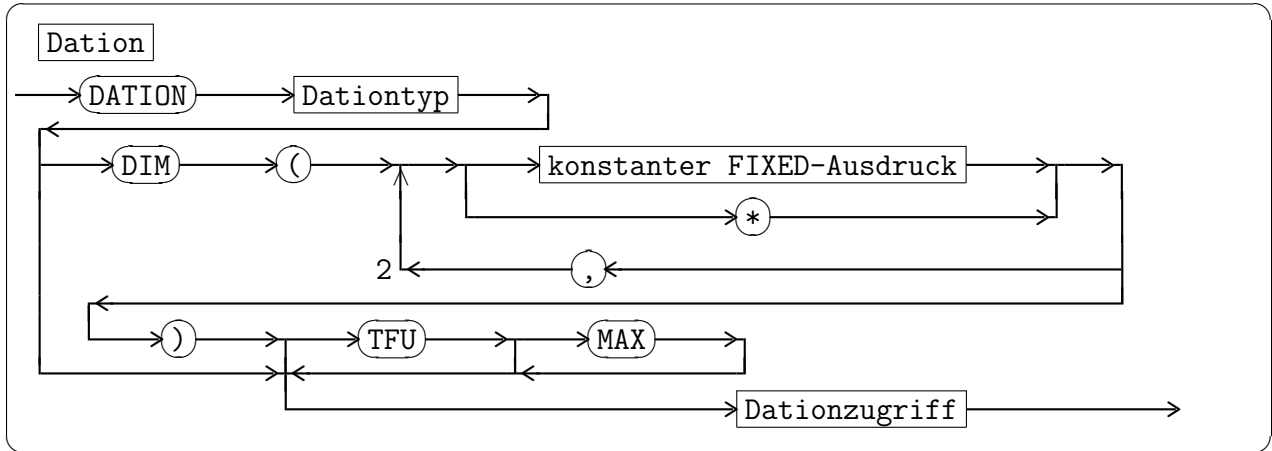 Dation
DATION Dationtyp
DIM ( konstanter FIXED-Ausdruck
*
2 ,
) TFU MAX
Dationzugriff